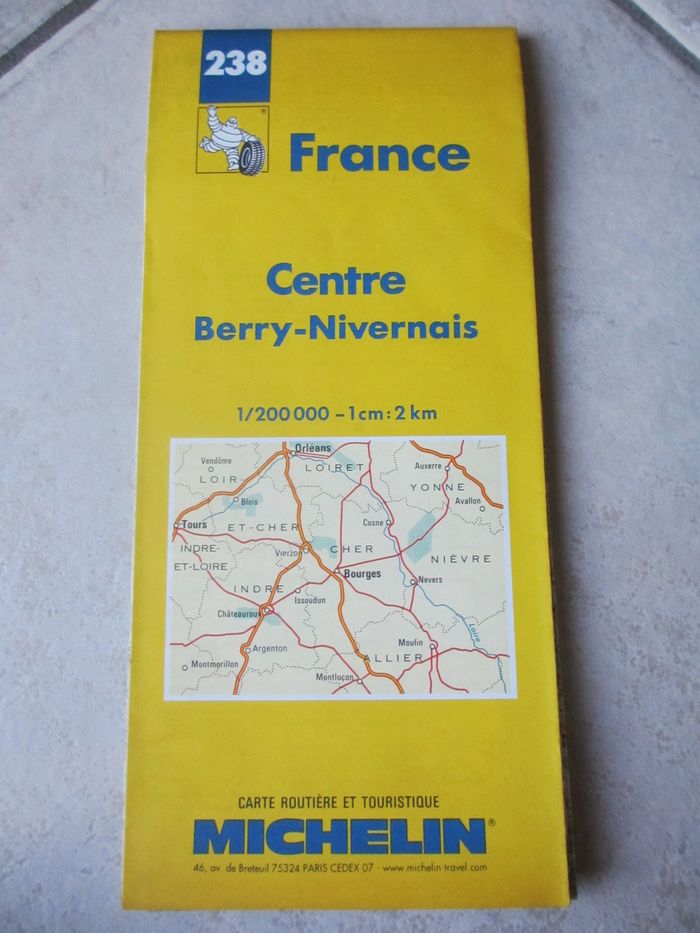 238
®
France
Centre
Berry-Nivernais
1/200 000 - 1 cm : 2 km
Orléans
Vendôme
LOIRET
Auxerre
LOIR-
YONNE
Blois
Avallon
Tours
ET-CHER
Cosne
INDRE-
Vierzon
CHER
NIÈVRE
ET-LOIRE
Bourges
Nevers
INDRE
Issoudun
Châteauroux
Loire
Argenton
Moulin
Montmorillon
ALLIER
Montluçon
CARTE ROUTIÈRE ET TOURISTIQUE
MICHELIN®
46, av. de Breteuil 75324 PARIS CEDEX 07 - www.michelin-travel.com